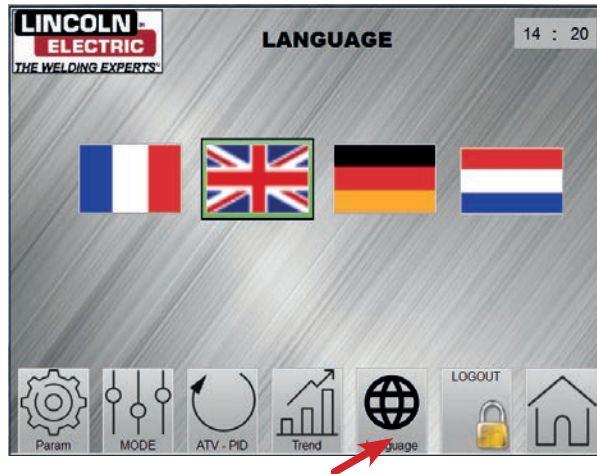 LINCOLN
ELECTRIC
THE WELDING EXPERTS
LANGUAGE
14 : 20
Param
MODE
ATV - PID
Trend
LOGOUT